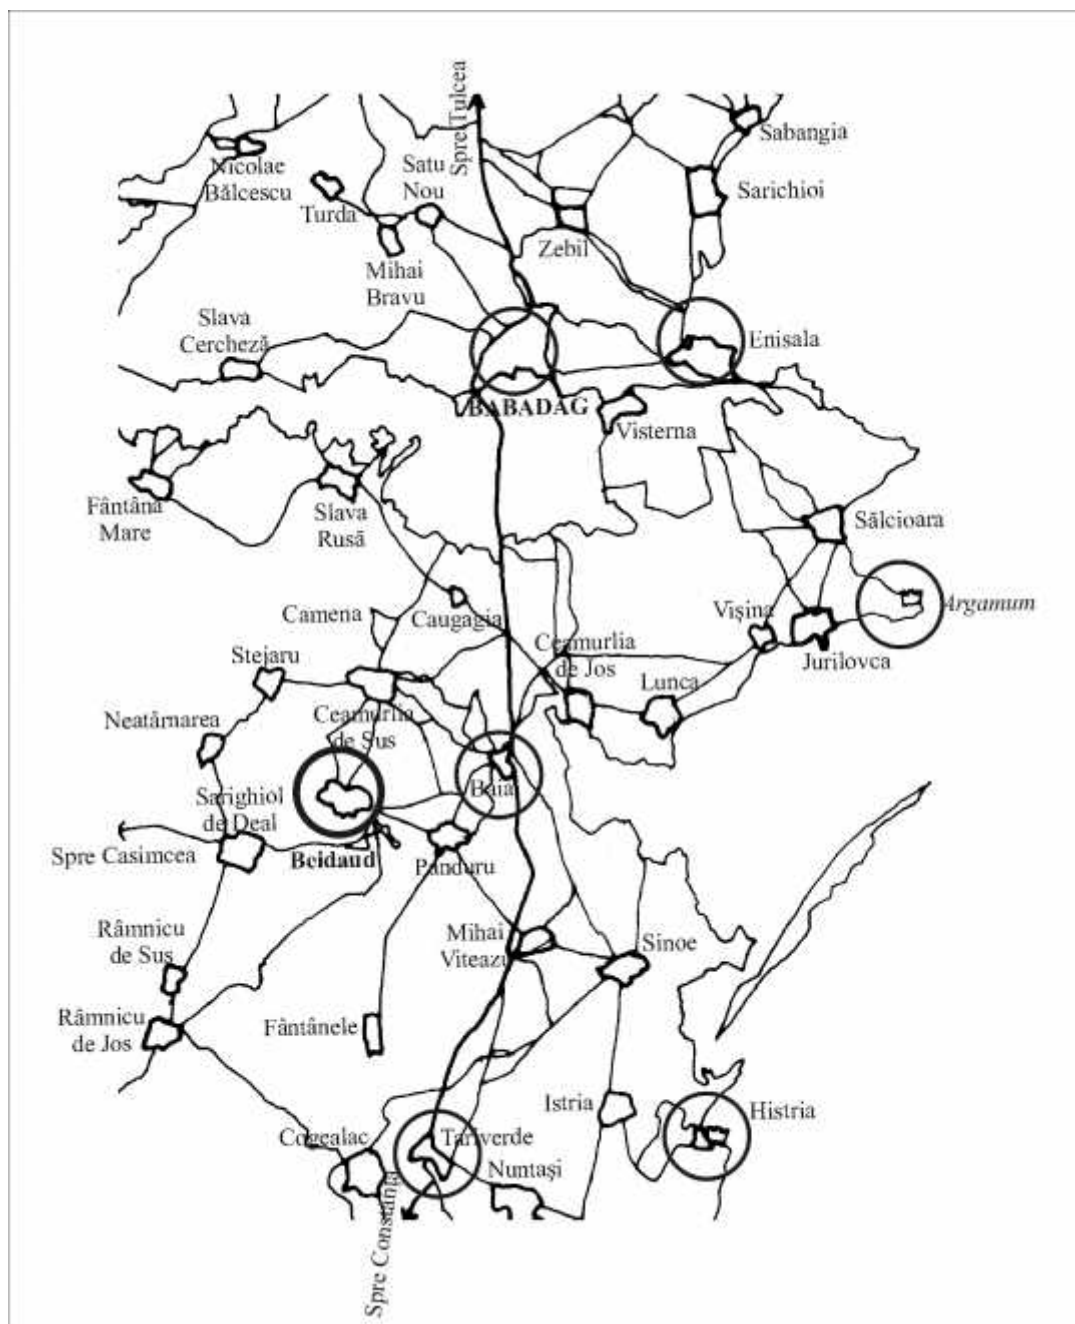 Spre Tulcea
Sabangia
Nicolae
Bălcescu
Satu
Nou
Sarichioi
Turda
Zebil
Mihai
Bravu
Slava
Cercheză
Enisala
BABADAG
Visterna
Fântâna
Mare
Slava
Rusă
Sălcioara
Camena
Caugagia
Vișina
Argamum
Ceamurlia
de Jos
Jurilovca
Stejaru
Lunca
Neatârnarea
Ceamurlia
de Sus
Sarighiol
de Deal
Baia
Spre Casimcea
Beidaud
Panduru
Râmnicu
de Sus
Mihai
Viteazu
Sinoe
Râmnicu
de Jos
Fântânele
Istria
Histria
Cogealac
Tariverde
Nuntași
Spre Constanța